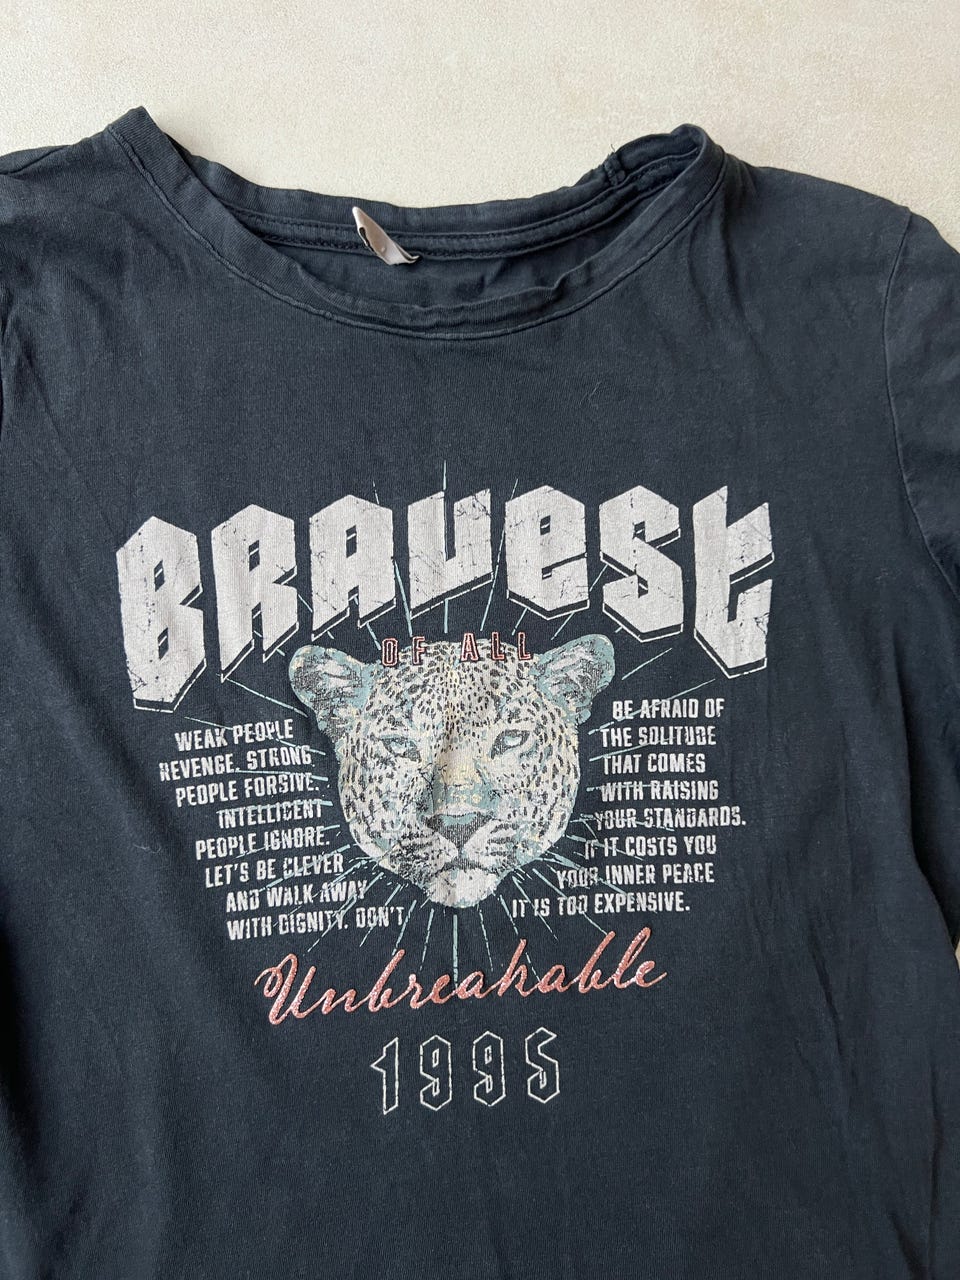 BRAVEST
OF ALL
WEAK PEOPLE
REVENGE. STRONG
PEOPLE FORSIVE.
INTELLIGENT
PEOPLE IGNORE.
LET'S BE CLEVER
AND WALK AWAY
WITH DIGNITY. DON'T
BE AFRAID OF
THE SOLITUDE
THAT COMES
WITH RAISING
YOUR STANDARDS.
IF IT COSTS YOU
YOUR INNER PEACE
IT IS TOO EXPENSIVE.
Unbreakable
1995